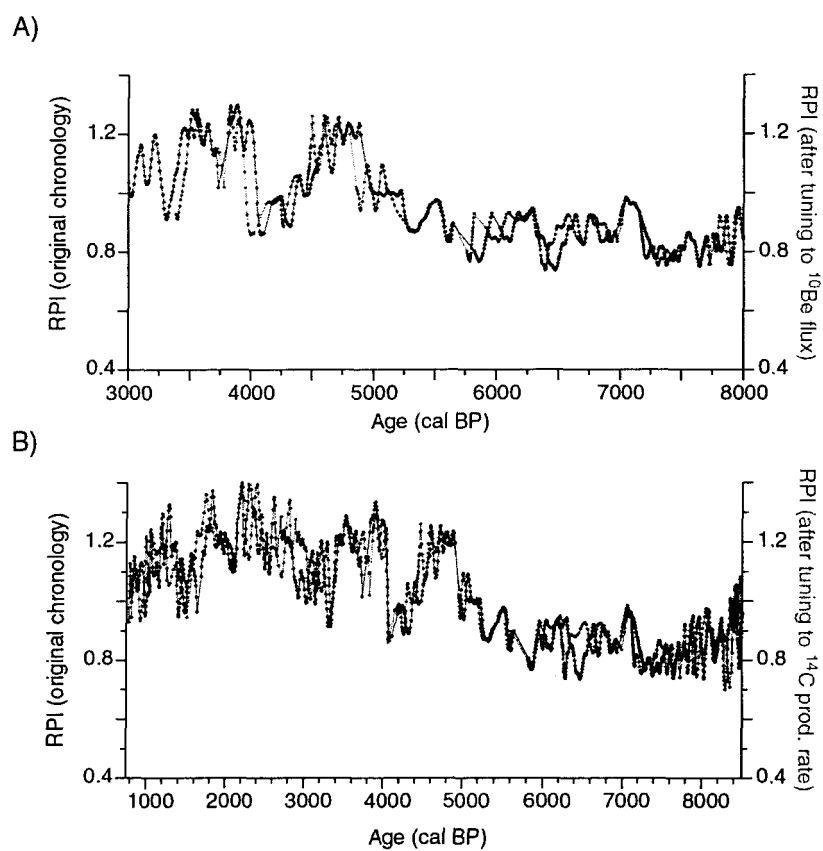 A)
RPI (original chronology)
1.2
0.8
0.4
3000 4000 5000 6000 7000 8000
Age (cal BP)
1.2
0.8
0.4
RPI (after tuning to
¹⁰Be flux)
B)
RPI (original chronology)
1.2
0.8
0.4
1000 2000 3000 4000 5000 6000 7000 8000
Age (cal BP)
1.2
0.8
0.4
RPI (after tuning to ¹⁴C prod. rate)